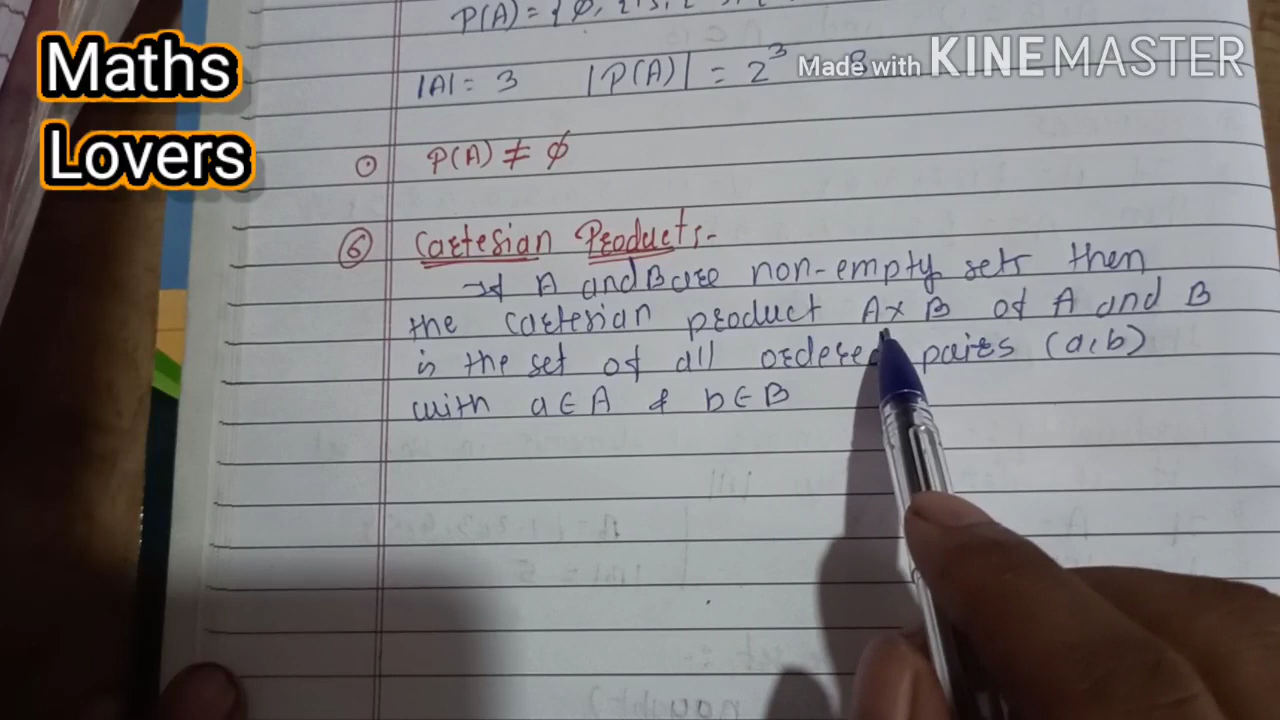 Maths
Lovers
Made with KINEMASTER
P(A) = { ϕ,
|A| = 3 |P(A)| = 2³ 8
P(A) ≠ ϕ
⑥ Cartesian Products:-
→ If A and B are non-empty sets then
the cartesian product A × B of A and B
is the set of all ordered pairs (a,b)
with a ∈ A & b ∈ B